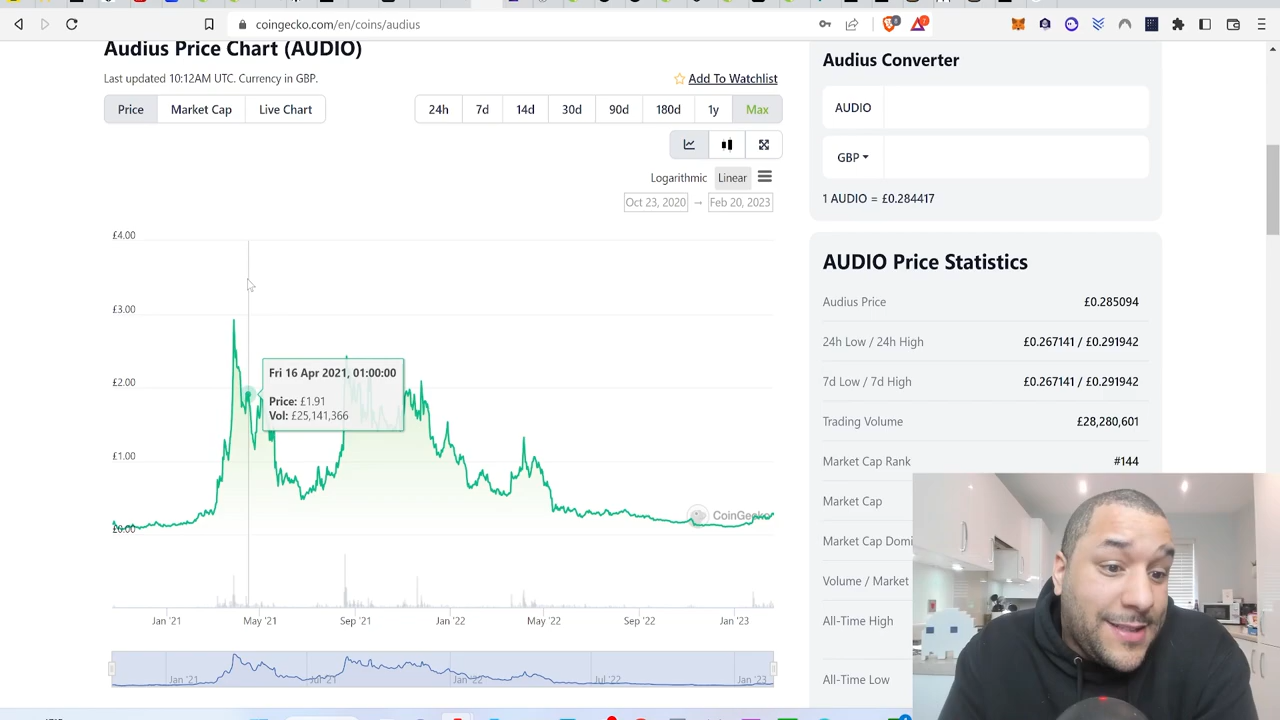 coingecko.com/en/coins/audius
Audius Price Chart (AUDIO)
Last updated 10:12AM UTC. Currency in GBP.
Add To Watchlist
Price Market Cap Live Chart
24h 7d 14d 30d 90d 180d 1y Max
Logarithmic Linear
Oct 23, 2020 → Feb 20, 2023
£4.00
£3.00
£2.00
£1.00
£0.00
Fri 16 Apr 2021, 01:00:00
Price: £1.91
Vol: £25,141,366
CoinGecko
Jan '21 May '21 Sep '21 Jan '22 May '22 Sep '22 Jan '23
Jan '21 Jul '21 Jan '22 Jul '22 Jan '23
Audius Converter
AUDIO
GBP
1 AUDIO = £0.284417
AUDIO Price Statistics
Audius Price £0.285094
24h Low / 24h High £0.267141 / £0.291942
7d Low / 7d High £0.267141 / £0.291942
Trading Volume £28,280,601
Market Cap Rank #144
Market Cap
Market Cap Domi
Volume / Market
All-Time High
All-Time Low